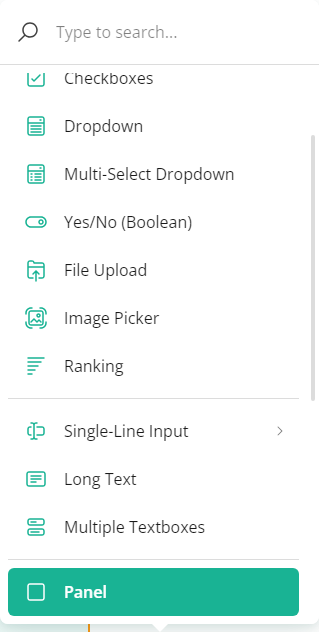 Type to search...
Checkboxes
Dropdown
Multi-Select Dropdown
Yes/No (Boolean)
File Upload
Image Picker
Ranking
Single-Line Input
Long Text
Multiple Textboxes
Panel